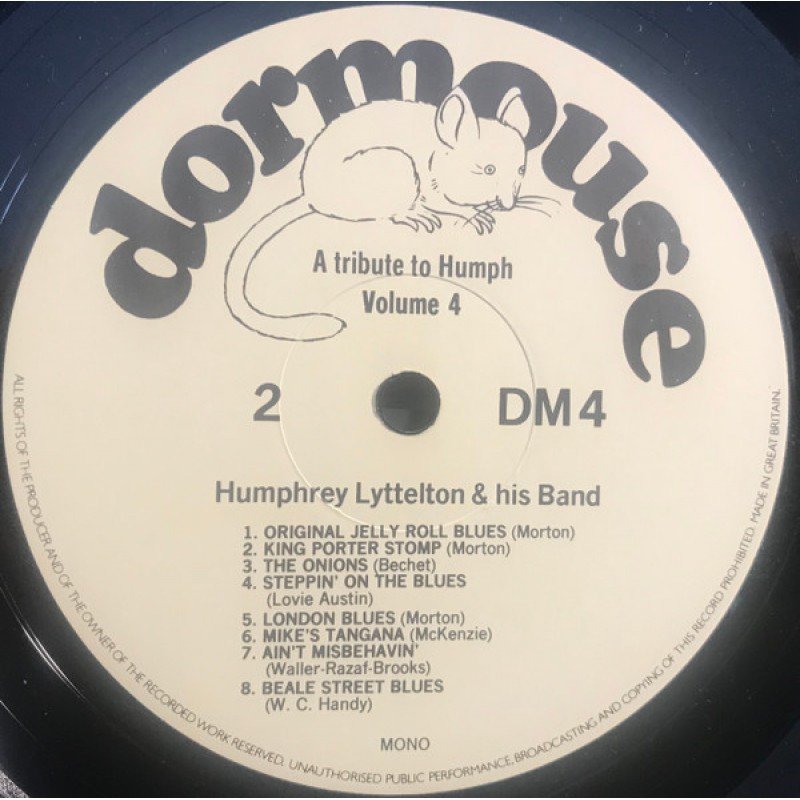 dormouse
A tribute to Humph
Volume 4
2
DM 4
Humphrey Lyttelton & his Band
1. ORIGINAL JELLY ROLL BLUES (Morton)
2. KING PORTER STOMP (Morton)
3. THE ONIONS (Bechet)
4. STEPPIN' ON THE BLUES
(Lovie Austin)
5. LONDON BLUES (Morton)
6. MIKE'S TANGANA (McKenzie)
7. AIN'T MISBEHAVIN'
(Waller-Razaf-Brooks)
8. BEALE STREET BLUES
(W. C. Handy)
MONO
ALL RIGHTS OF THE PRODUCER AND OF THE OWNER OF THE RECORDED WORK RESERVED. UNAUTHORISED PUBLIC PERFORMANCE, BROADCASTING AND COPYING OF THIS RECORD PROHIBITED. MADE IN GREAT BRITAIN.